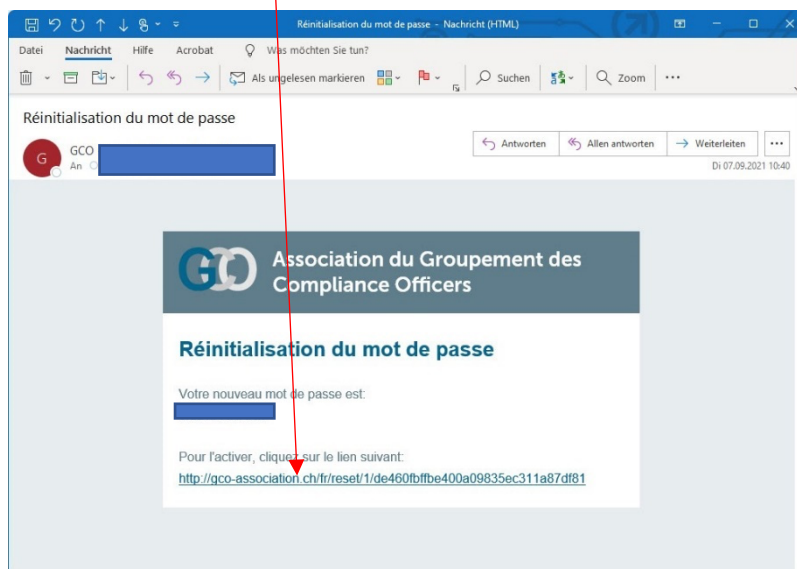 Réinitialisation du mot de passe - Nachricht (HTML)
Datei Nachricht Hilfe Acrobat Was möchten Sie tun?
Als ungelesen markieren Suchen Zoom
Réinitialisation du mot de passe
Antworten Allen antworten Weiterleiten
G
GCO
An
Di 07.09.2021 10:40
GCO
Association du Groupement des
Compliance Officers
Réinitialisation du mot de passe
Votre nouveau mot de passe est:
Pour l'activer, cliquez sur le lien suivant:
http://gco-association.ch/fr/reset/1/de460fbffbe400a09835ec311a87df81